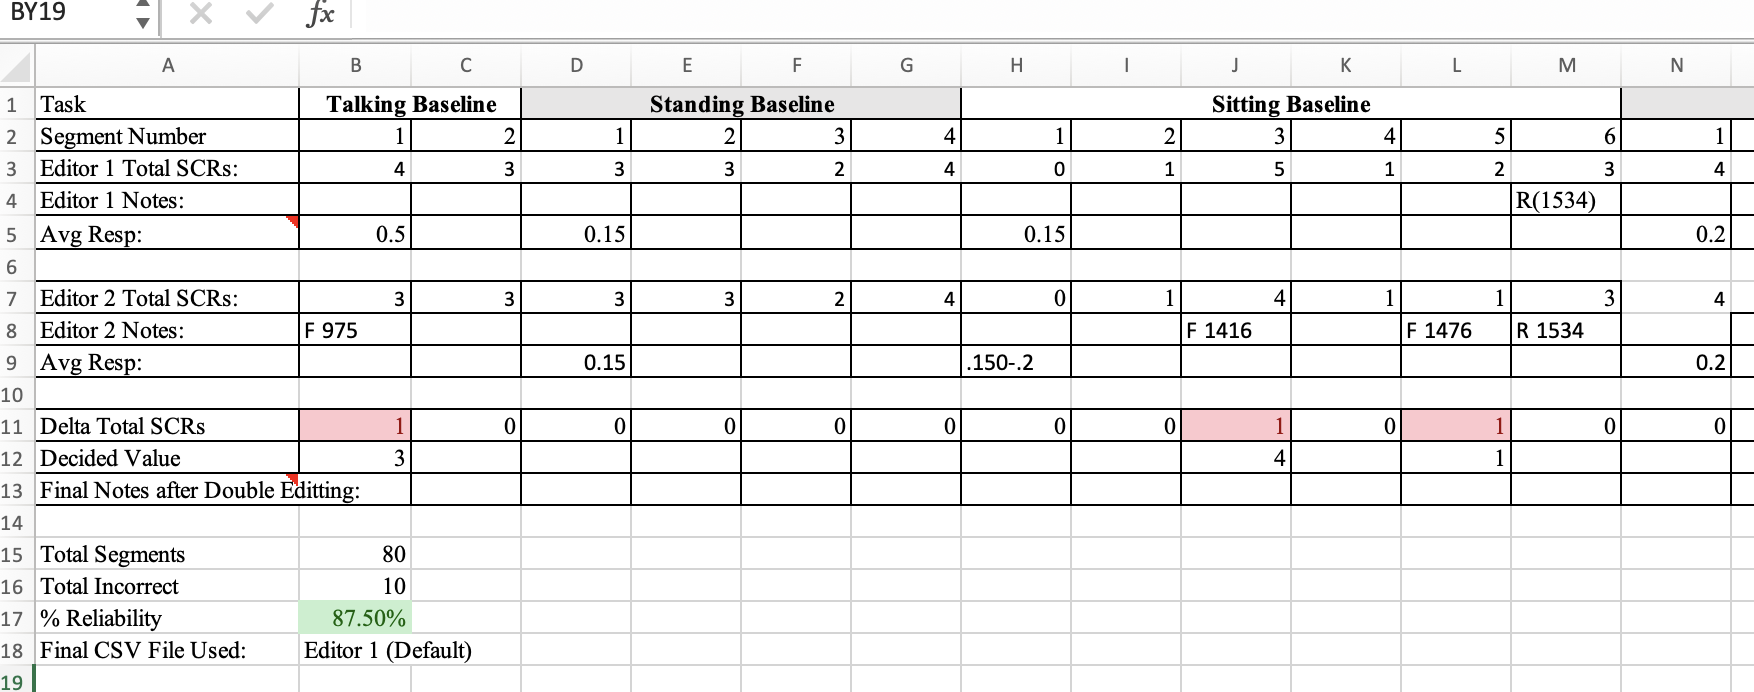 BY19 fx
A B C D E F G H I J K L M N
1 Task Talking Baseline Standing Baseline Sitting Baseline
2 Segment Number 1 2 1 2 3 4 1 2 3 4 5 6 1
3 Editor 1 Total SCRs: 4 3 3 3 2 4 0 1 5 1 2 3 4
4 Editor 1 Notes: R(1534)
5 Avg Resp: 0.5 0.15 0.15 0.2
6
7 Editor 2 Total SCRs: 3 3 3 3 2 4 0 1 4 1 1 3 4
8 Editor 2 Notes: F 975 F 1416 F 1476 R 1534
9 Avg Resp: 0.15 .150-.2 0.2
10
11 Delta Total SCRs 1 0 0 0 0 0 0 0 1 0 1 0 0
12 Decided Value 3 4 1
13 Final Notes after Double Editting:
14
15 Total Segments 80
16 Total Incorrect 10
17 % Reliability 87.50%
18 Final CSV File Used: Editor 1 (Default)
19